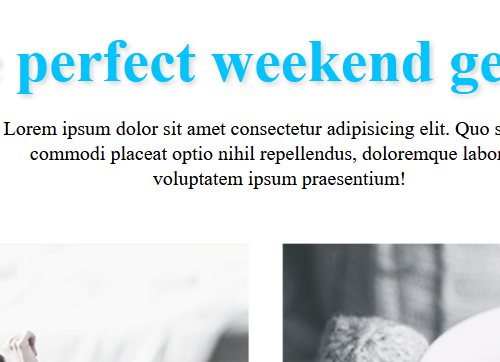 perfect weekend ge
Lorem ipsum dolor sit amet consectetur adipisicing elit. Quo s
commodi placeat optio nihil repellendus, doloremque labor
voluptatem ipsum praesentium!